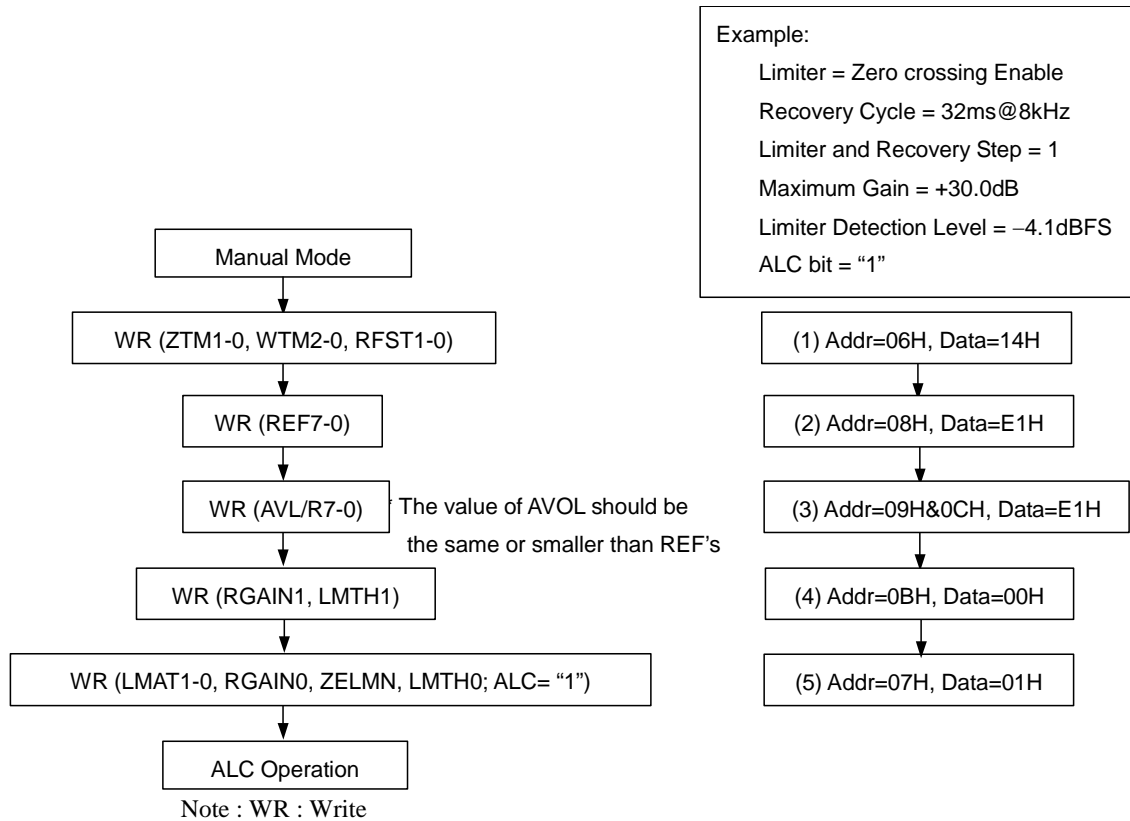 Example:
Limiter = Zero crossing Enable
Recovery Cycle = 32ms@8kHz
Limiter and Recovery Step = 1
Maximum Gain = +30.0dB
Limiter Detection Level = −4.1dBFS
ALC bit = “1”
Manual Mode
WR (ZTM1-0, WTM2-0, RFST1-0)
WR (REF7-0)
WR (AVL/R7-0)
* The value of AVOL should be
the same or smaller than REF’s
WR (RGAIN1, LMTH1)
WR (LMAT1-0, RGAIN0, ZELMN, LMTH0; ALC= “1”)
ALC Operation
Note : WR : Write
(1) Addr=06H, Data=14H
(2) Addr=08H, Data=E1H
(3) Addr=09H&0CH, Data=E1H
(4) Addr=0BH, Data=00H
(5) Addr=07H, Data=01H